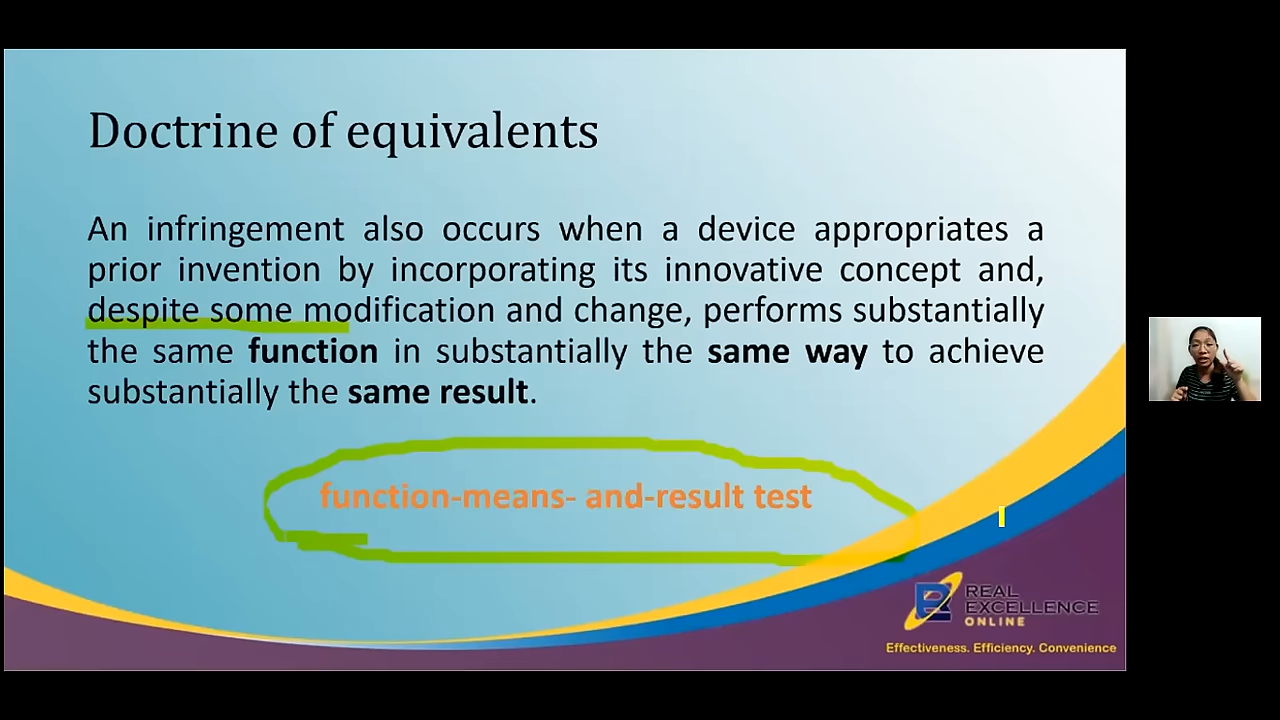 Doctrine of equivalents
An infringement also occurs when a device appropriates a
prior invention by incorporating its innovative concept and,
despite some modification and change, performs substantially
the same function in substantially the same way to achieve
substantially the same result.
function-means- and-result test
REAL
EXCELLENCE
ONLINE
Effectiveness. Efficiency. Convenience